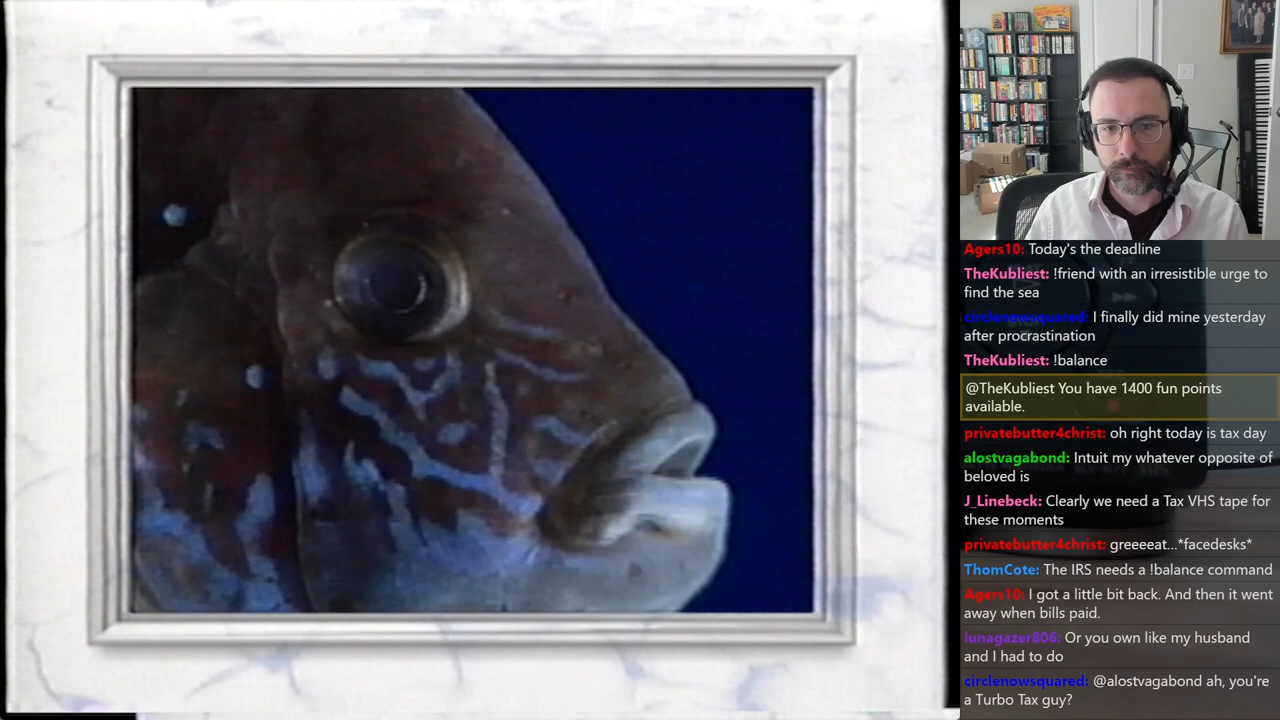 Agers10: Today's the deadline
TheKubliest: !friend with an irresistible urge to
find the sea
circlenowsquared: I finally did mine yesterday
after procrastination
TheKubliest: !balance
@TheKubliest You have 1400 fun points
available.
privatebutter4christ: oh right today is tax day
alostvagabond: Intuit my whatever opposite of
beloved is
J_Linebeck: Clearly we need a Tax VHS tape for
these moments
privatebutter4christ: greeeeat...*facedesks*
ThomCote: The IRS needs a !balance command
Agers10: I got a little bit back. And then it went
away when bills paid.
lunagazer806: Or you own like my husband
and I had to do
circlenowsquared: @alostvagabond ah, you're
a Turbo Tax guy?